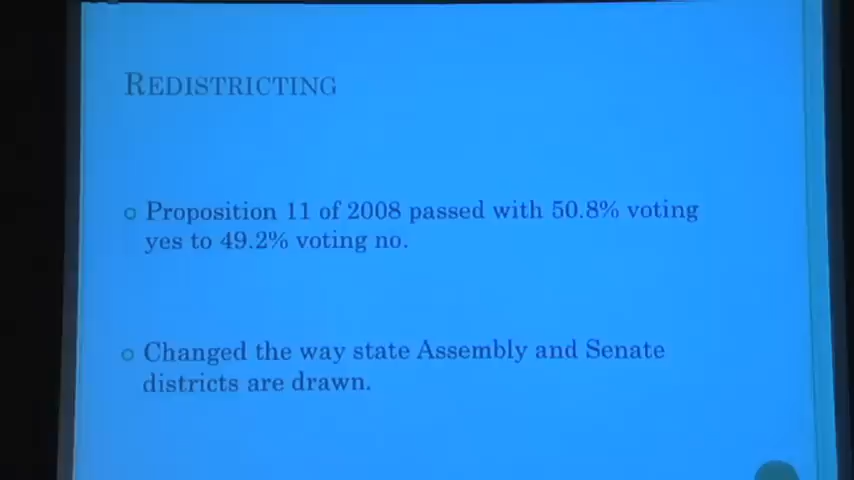 REDISTRICTING
Proposition 11 of 2008 passed with 50.8% voting
yes to 49.2% voting no.
Changed the way state Assembly and Senate
districts are drawn.